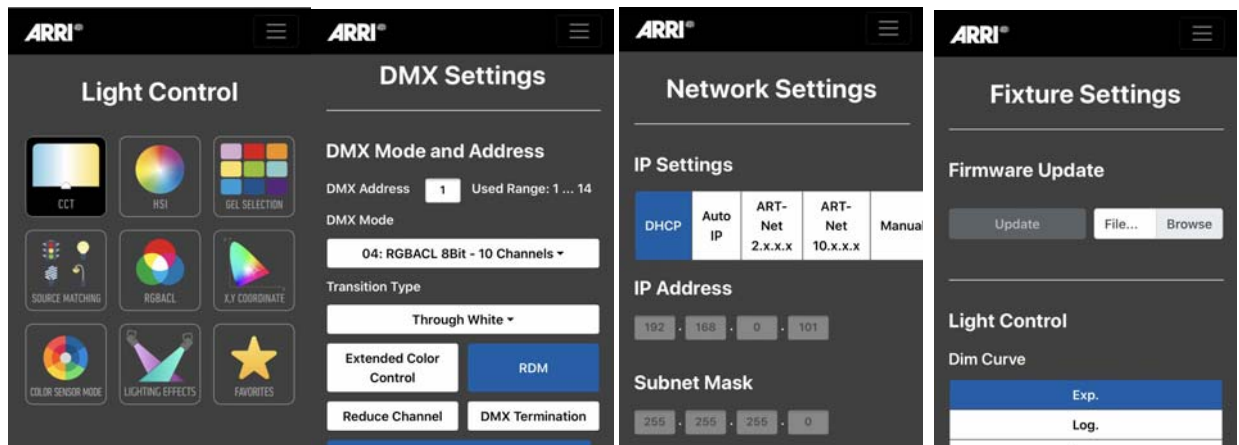 ARRI
Light Control
CCT
HSI
GEL SELECTION
SOURCE MATCHING
RGBACL
X,Y COORDINATE
COLOR SENSOR MODE
LIGHTING EFFECTS
FAVORITES
ARRI
DMX Settings
DMX Mode and Address
DMX Address 1 Used Range: 1 ... 14
DMX Mode
04: RGBACL 8Bit - 10 Channels
Transition Type
Through White
Extended Color
Control
RDM
Reduce Channel DMX Termination
ARRI
Network Settings
IP Settings
DHCP
Auto
IP
ART-
Net
2.x.x.x
ART-
Net
10.x.x.x
Manual
IP Address
192 . 168 . 0 . 101
Subnet Mask
255 . 255 . 255 . 0
ARRI
Fixture Settings
Firmware Update
Update File... Browse
Light Control
Dim Curve
Exp.
Log.